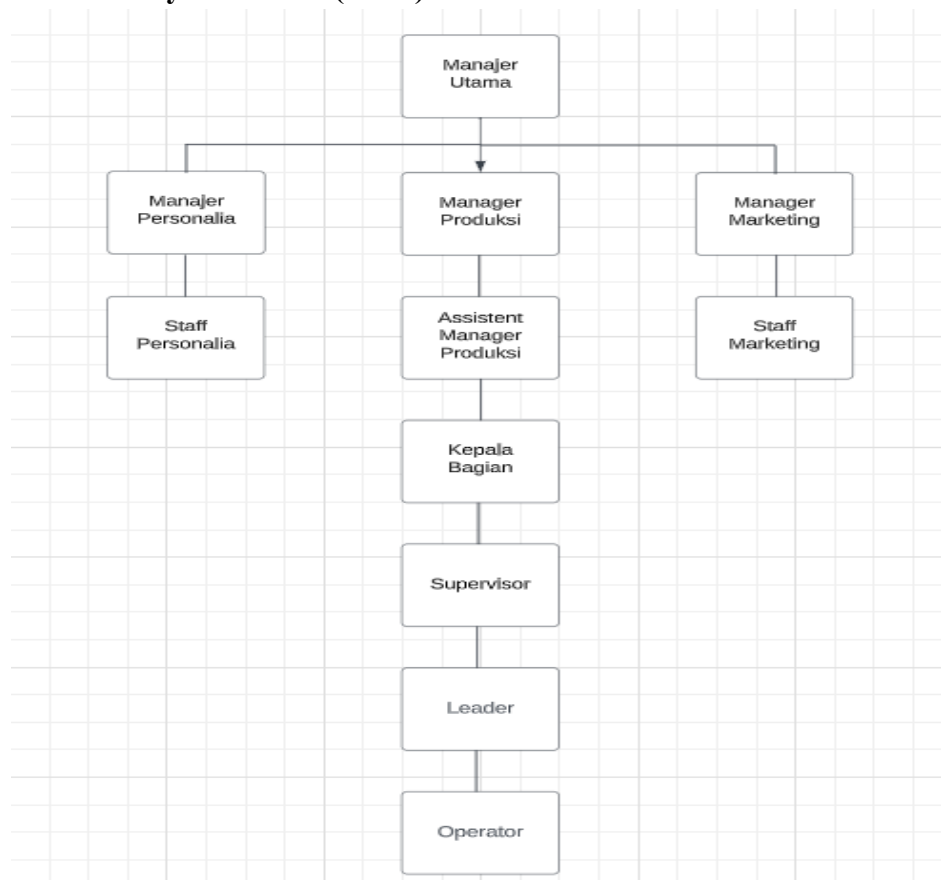 Manajer
Utama
Manajer
Personalia
Manager
Produksi
Manager
Marketing
Staff
Personalia
Assistent
Manager
Produksi
Staff
Marketing
Kepala
Bagian
Supervisor
Leader
Operator